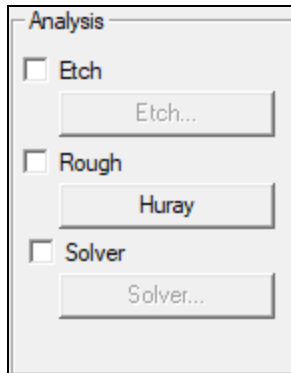 Analysis
Etch
Etch...
Rough
Huray
Solver
Solver...